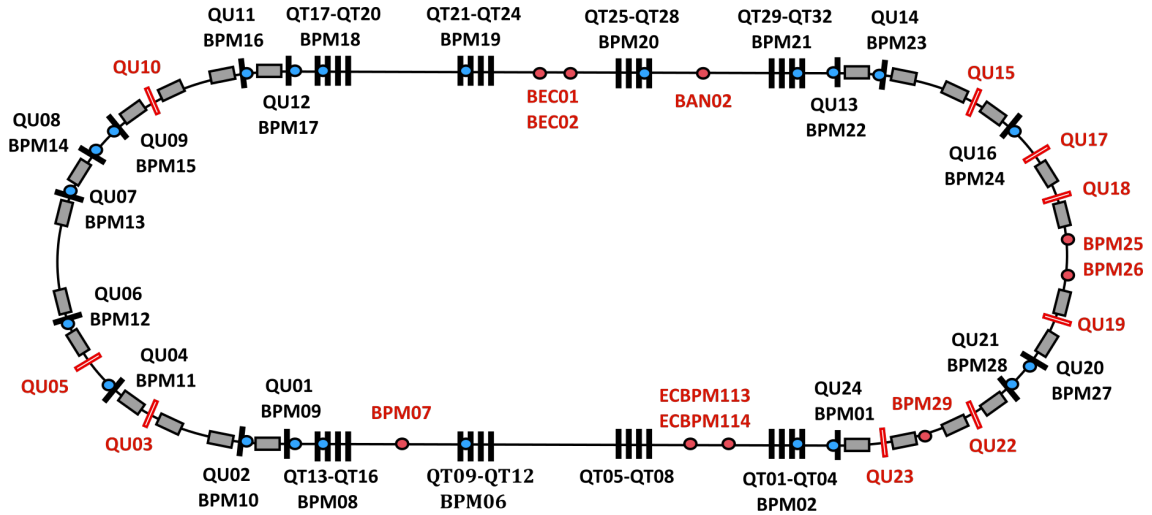 QU11
BPM16
QT17-QT20
BPM18
QT21-QT24
BPM19
QT25-QT28
BPM20
QT29-QT32
BPM21
QU14
BPM23
QU10
QU12
BPM17
BEC01
BEC02
BAN02
QU13
BPM22
QU15
QU08
BPM14
QU09
BPM15
QU16
BPM24
QU17
QU07
BPM13
QU18
BPM25
BPM26
QU06
BPM12
QU19
QU05
QU04
BPM11
QU21
BPM28
QU20
BPM27
QU03
QU01
BPM09
BPM07
ECBPM113
ECBPM114
QU24
BPM01
BPM29
QU22
QU02
BPM10
QT13-QT16
BPM08
QT09-QT12
BPM06
QT05-QT08
QT01-QT04
BPM02
QU23